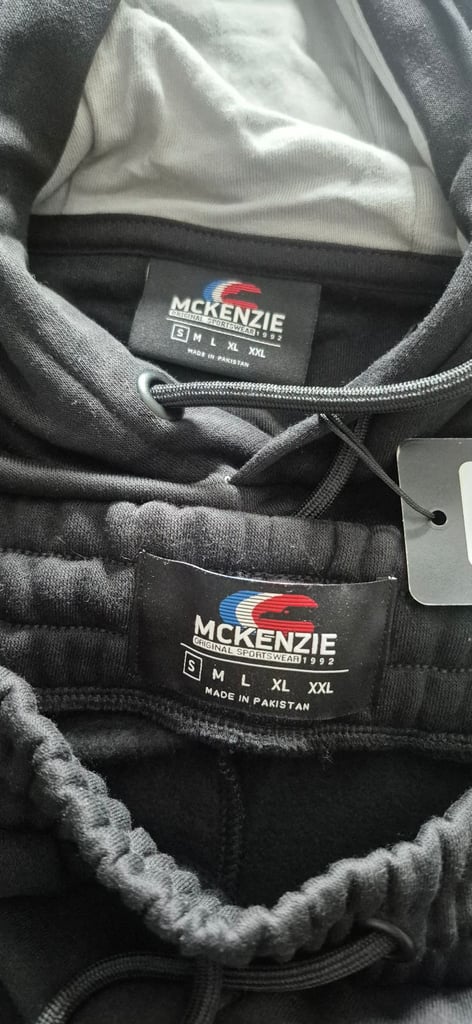 MCKENZIE
ORIGINAL SPORTSWEAR 1992
S M L XL XXL
MADE IN PAKISTAN
MCKENZIE
ORIGINAL SPORTSWEAR 1992
S M L XL XXL
MADE IN PAKISTAN